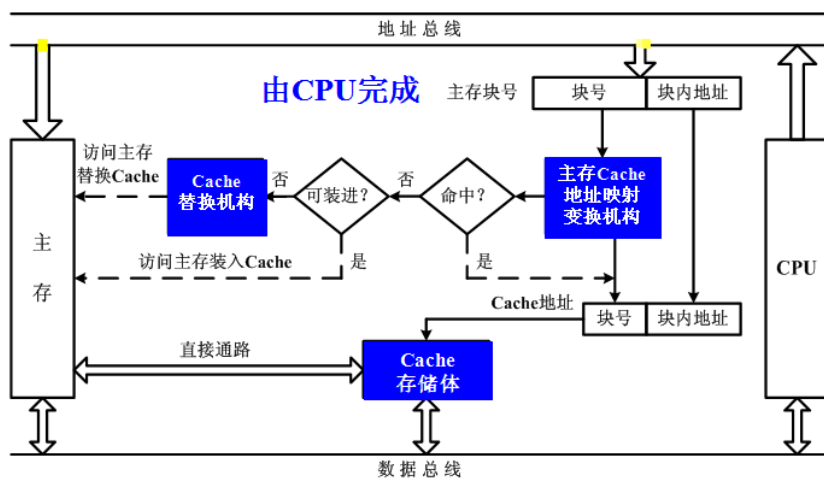 地址总线
由CPU完成
主存块号
块号
块内地址
访问主存
替换Cache
Cache
替换机构
否
可装进?
否
命中?
主存Cache
地址映射
变换机构
主
存
访问主存装入Cache
是
是
CPU
Cache地址
块号
块内地址
直接通路
Cache
存储体
数据总线